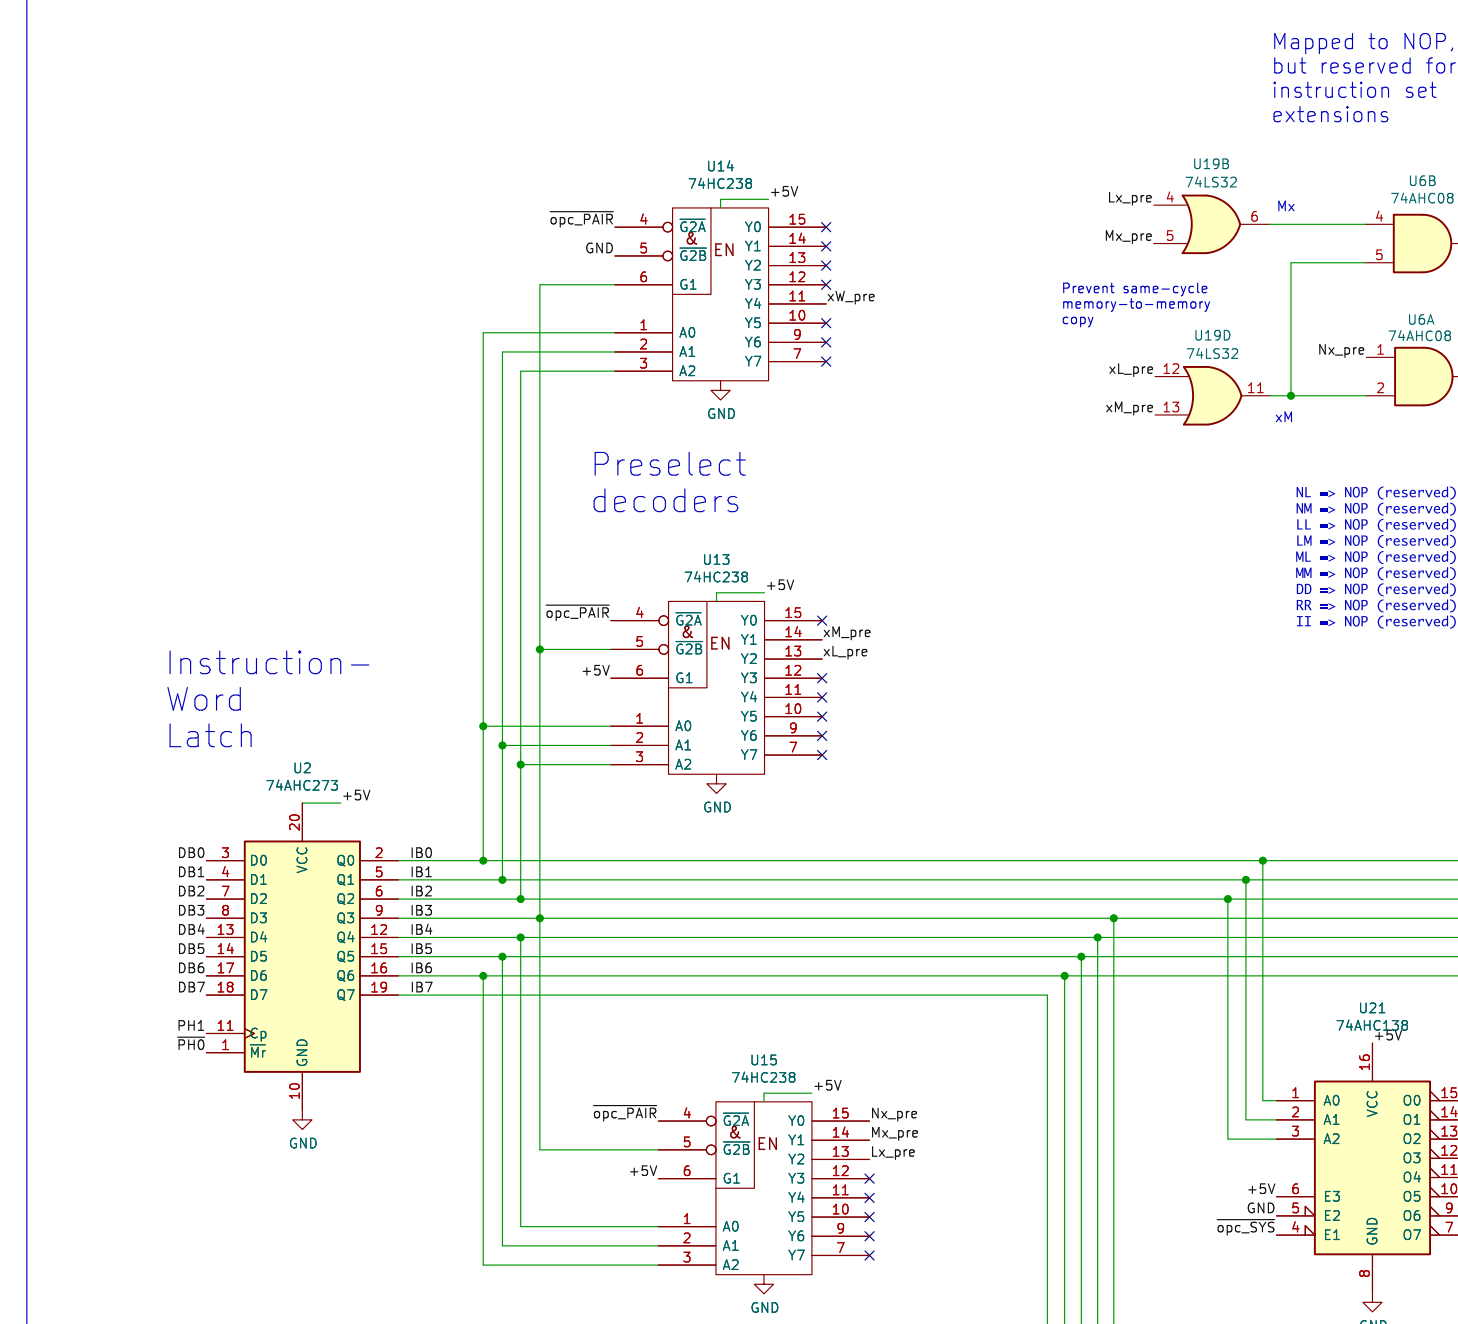 Mapped to NOP,
but reserved for
instruction set
extensions
U14
74HC238
+5V
opc_PAIR 4 G2A
GND 5 G2B
& EN
6 G1
1 A0
2 A1
3 A2
Y0 15
Y1 14
Y2 13
Y3 12
Y4 11 xW_pre
Y5 10
Y6 9
Y7 7
GND
U19B
74LS32
Lx_pre 4
Mx_pre 5
6 Mx
U6B
74AHC08
4
5
Prevent same-cycle
memory-to-memory
copy
U19D
74LS32
xL_pre 12
xM_pre 13
11
xM
U6A
74AHC08
Nx_pre 1
2
Preselect
decoders
NL => NOP (reserved)
NM => NOP (reserved)
LL => NOP (reserved)
LM => NOP (reserved)
ML => NOP (reserved)
MM => NOP (reserved)
DD => NOP (reserved)
RR => NOP (reserved)
II => NOP (reserved)
U13
74HC238
+5V
opc_PAIR 4 G2A
5 G2B
& EN
+5V 6 G1
1 A0
2 A1
3 A2
Y0 15
Y1 14 xM_pre
Y2 13 xL_pre
Y3 12
Y4 11
Y5 10
Y6 9
Y7 7
GND
Instruction-
Word
Latch
U2
74AHC273
+5V
20
VCC
DB0 3 D0 Q0 2 IB0
DB1 4 D1 Q1 5 IB1
DB2 7 D2 Q2 6 IB2
DB3 8 D3 Q3 9 IB3
DB4 13 D4 Q4 12 IB4
DB5 14 D5 Q5 15 IB5
DB6 17 D6 Q6 16 IB6
DB7 18 D7 Q7 19 IB7
PH1 11 Cp
PH0 1 Mr
GND
10
GND
U15
74HC238
+5V
opc_PAIR 4 G2A
5 G2B
& EN
+5V 6 G1
1 A0
2 A1
3 A2
Y0 15 Nx_pre
Y1 14 Mx_pre
Y2 13 Lx_pre
Y3 12
Y4 11
Y5 10
Y6 9
Y7 7
GND
U21
74AHC138
+5V
16
VCC
1 A0 O0 15
2 A1 O1 14
3 A2 O2 13
O3 12
O4 11
+5V 6 E3 O5 10
GND 5 E2 O6 9
opc_SYS 4 E1 O7 7
GND
8
GND